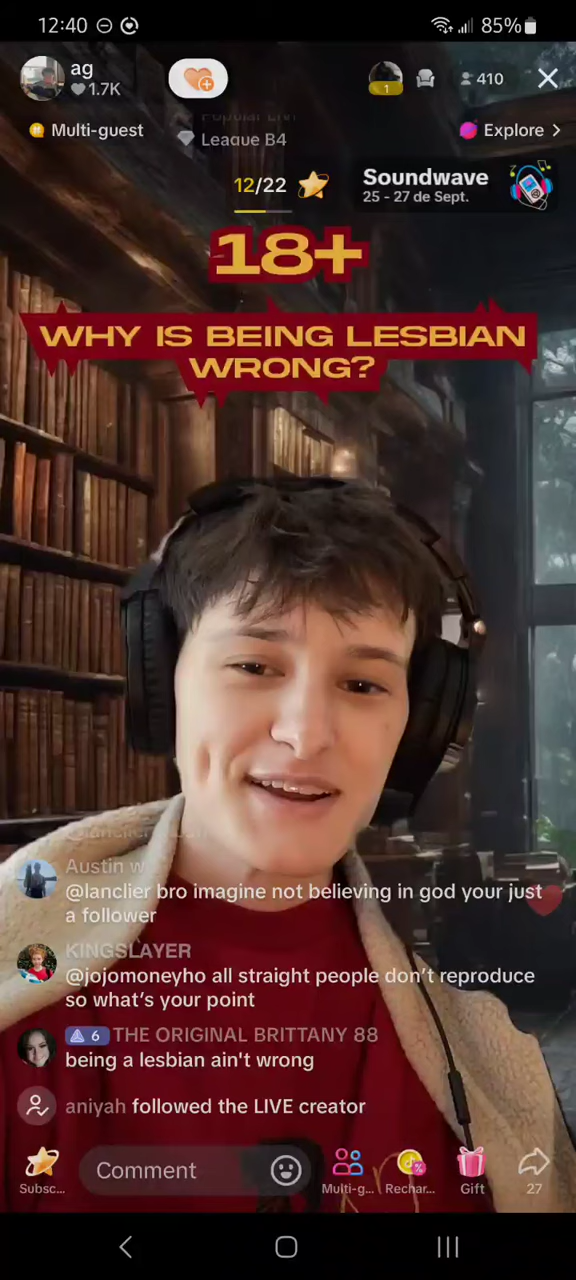 12:40
85%
ag
1.7K
1
410
Multi-guest
League B4
Explore >
12/22
Soundwave
25 - 27 de Sept.
18+
WHY IS BEING LESBIAN
WRONG?
Austin w
@lanclier bro imagine not believing in god your just
a follower
KINGSLAYER
@jojomoneyho all straight people don't reproduce
so what's your point
6 THE ORIGINAL BRITTANY 88
being a lesbian ain't wrong
aniyah followed the LIVE creator
Comment
Subsc...
Multi-g...
Rechar...
Gift
27